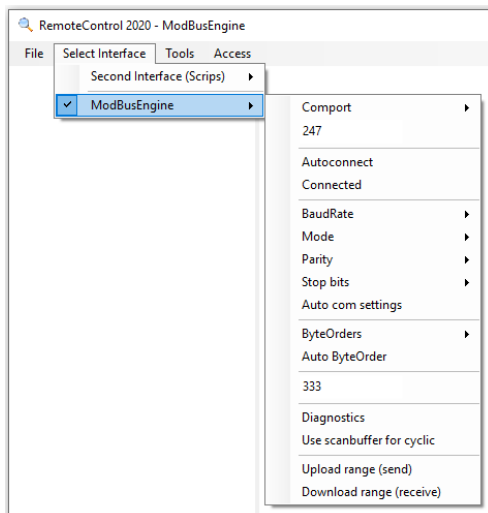 RemoteControl 2020 - ModBusEngine
File Select Interface Tools Access
Second Interface (Scrips)
ModBusEngine
Comport
247
Autoconnect
Connected
BaudRate
Mode
Parity
Stop bits
Auto com settings
ByteOrders
Auto ByteOrder
333
Diagnostics
Use scanbuffer for cyclic
Upload range (send)
Download range (receive)